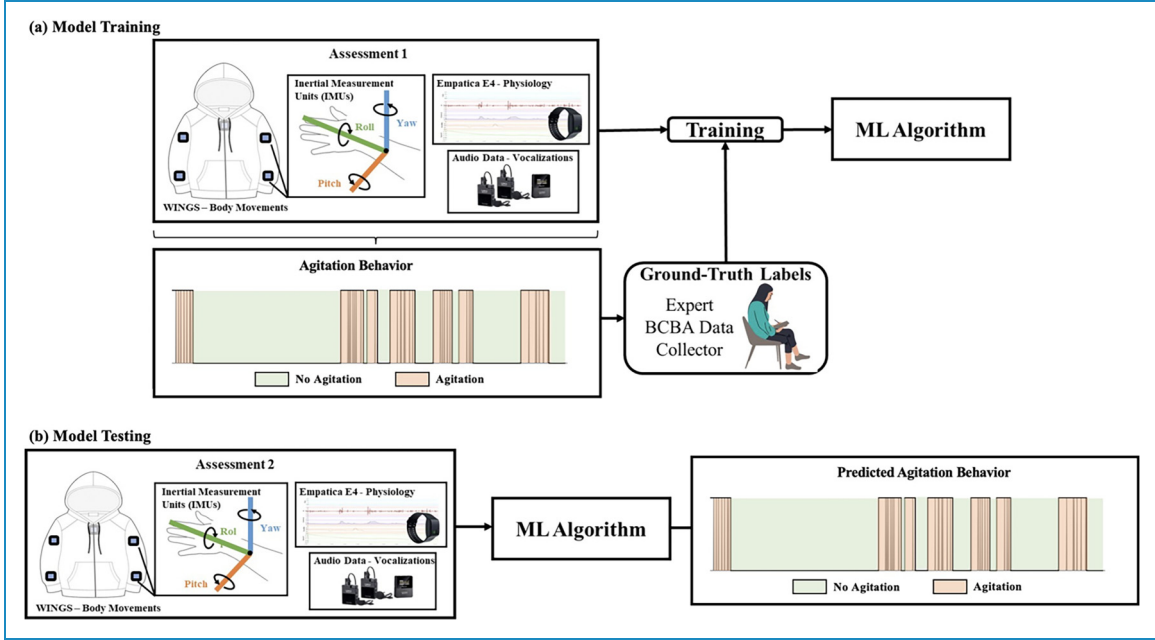 (a) Model Training
Assessment 1
Inertial Measurement
Units (IMUs)
Roll
Yaw
Pitch
WINGS – Body Movements
Empatica E4 - Physiology
Audio Data - Vocalizations
Training
ML Algorithm
Agitation Behavior
No Agitation
Agitation
Ground-Truth Labels
Expert
BCBA Data
Collector
(b) Model Testing
Assessment 2
Inertial Measurement
Units (IMUs)
Rol
Yaw
Pitch
WINGS – Body Movements
Empatica E4 - Physiology
Audio Data - Vocalizations
ML Algorithm
Predicted Agitation Behavior
No Agitation
Agitation